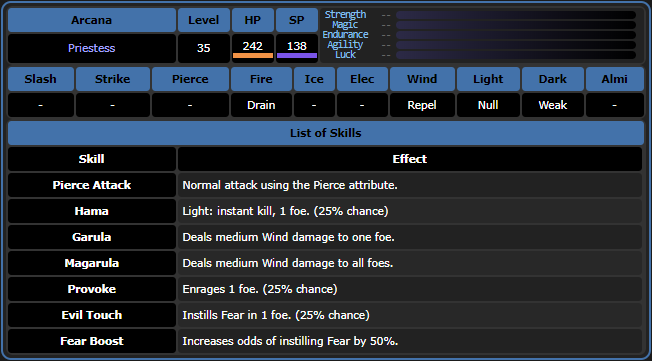 Arcana Level HP SP
Priestess 35 242 138
Strength --
Magic --
Endurance --
Agility --
Luck --
Slash Strike Pierce Fire Ice Elec Wind Light Dark Almi
- - - Drain - - Repel Null Weak -
List of Skills
Skill Effect
Pierce Attack Normal attack using the Pierce attribute.
Hama Light: instant kill, 1 foe. (25% chance)
Garula Deals medium Wind damage to one foe.
Magarula Deals medium Wind damage to all foes.
Provoke Enrages 1 foe. (25% chance)
Evil Touch Instills Fear in 1 foe. (25% chance)
Fear Boost Increases odds of instilling Fear by 50%.